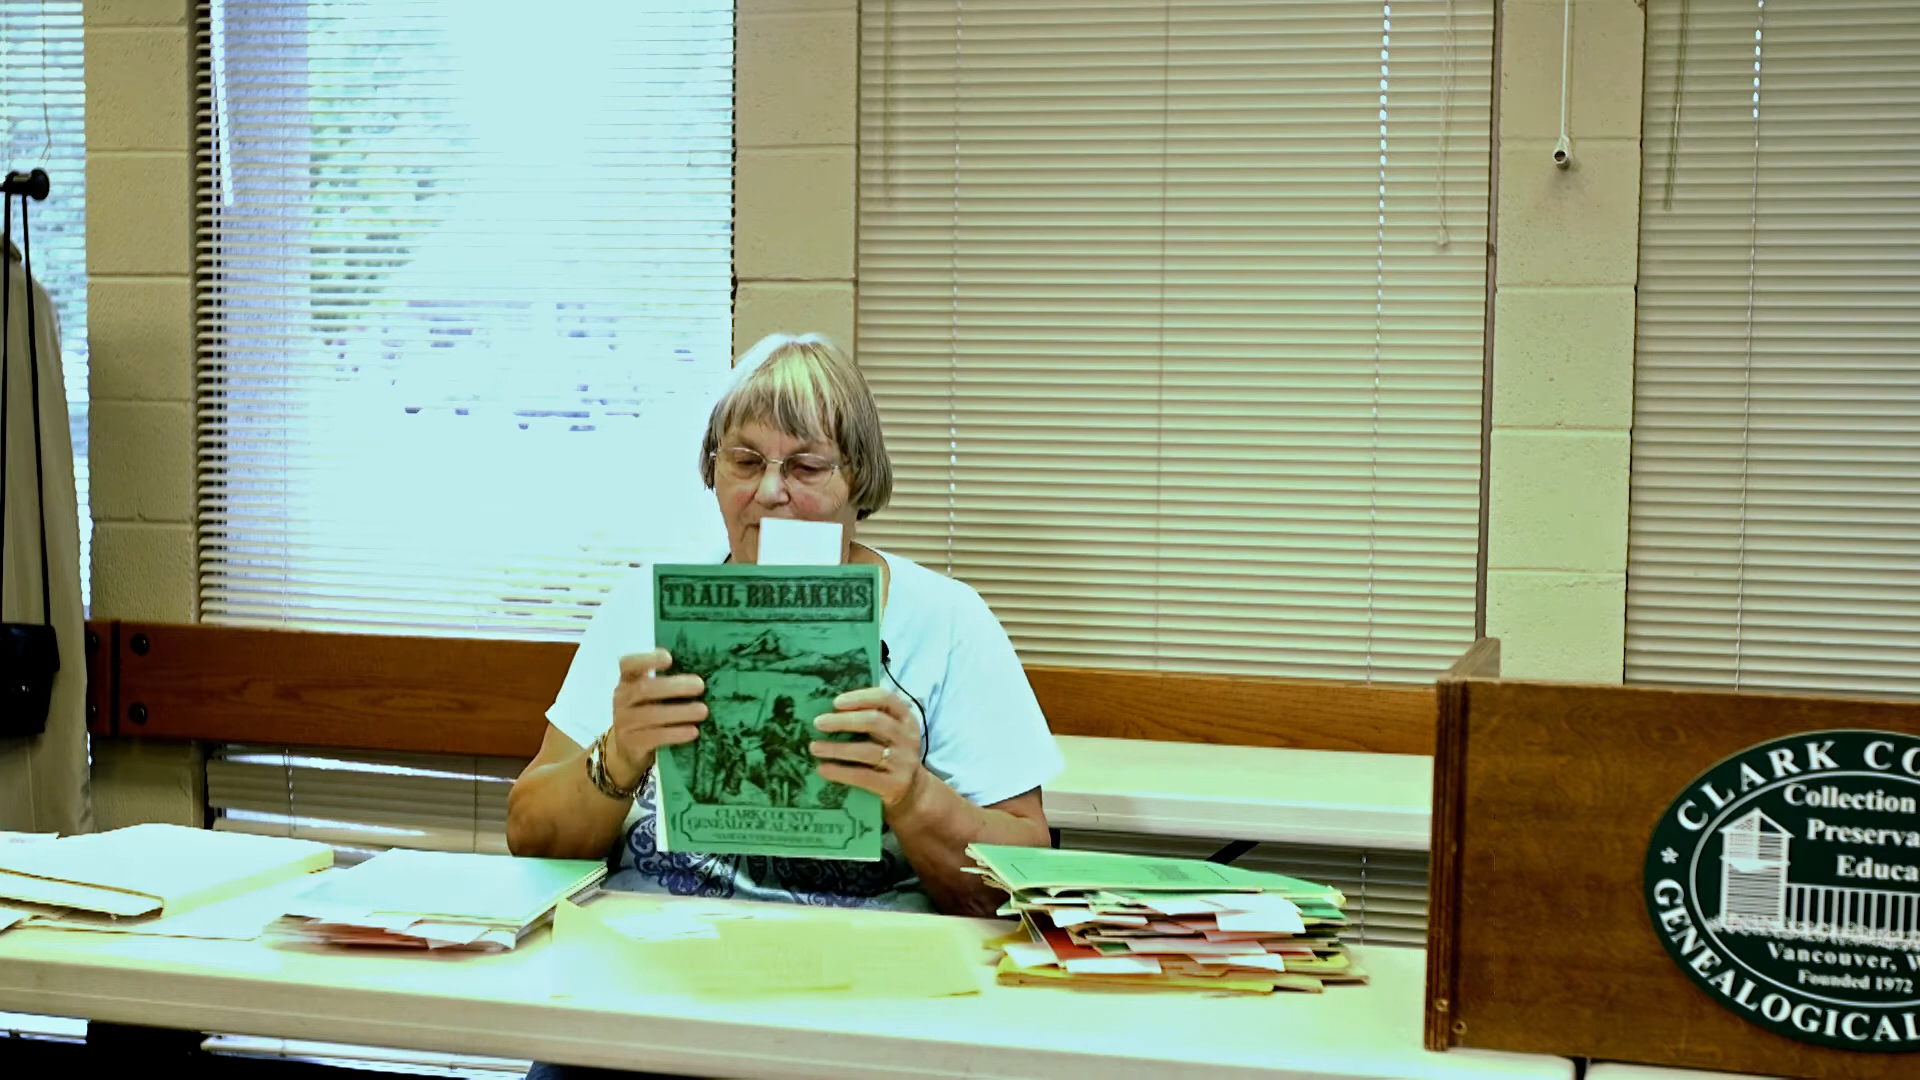 TRAIL BREAKERS
CLARK COUNTY
GENEALOGICAL SOCIETY
CLARK CO
Collection
Preserva
Educa
Vancouver, W
Founded 1972
GENEALOGICAL